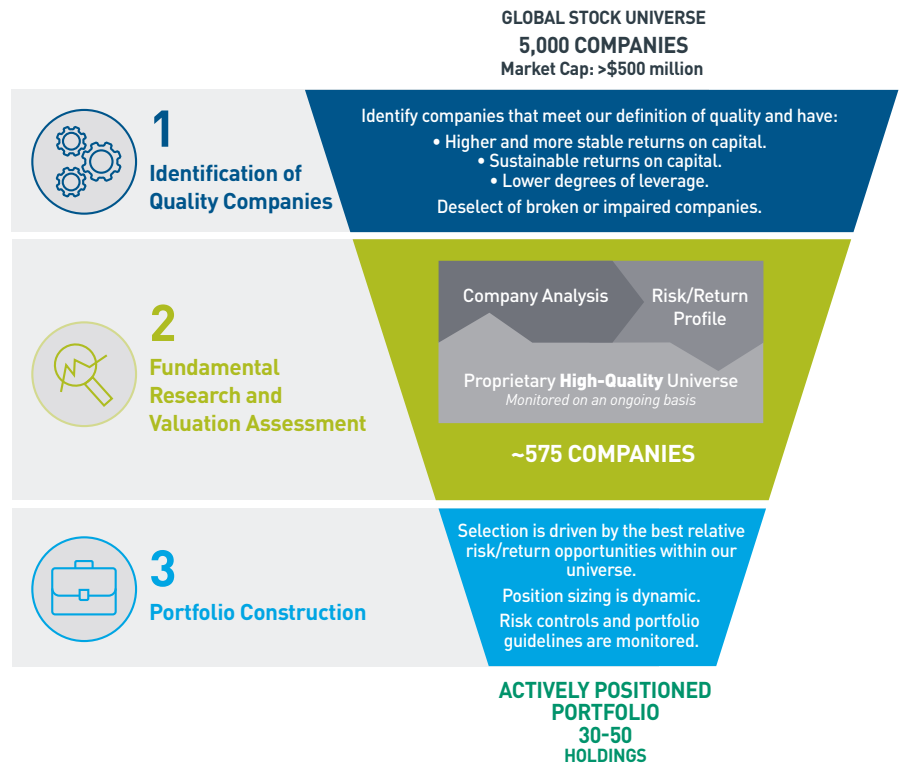 GLOBAL STOCK UNIVERSE
5,000 COMPANIES
Market Cap: >$500 million
1
Identification of
Quality Companies
Identify companies that meet our definition of quality and have:
• Higher and more stable returns on capital.
• Sustainable returns on capital.
• Lower degrees of leverage.
Deselect of broken or impaired companies.
2
Fundamental
Research and
Valuation Assessment
Company Analysis
Risk/Return
Profile
Proprietary High-Quality Universe
Monitored on an ongoing basis
~575 COMPANIES
3
Portfolio Construction
Selection is driven by the best relative
risk/return opportunities within our
universe.
Position sizing is dynamic.
Risk controls and portfolio
guidelines are monitored.
ACTIVELY POSITIONED
PORTFOLIO
30-50
HOLDINGS